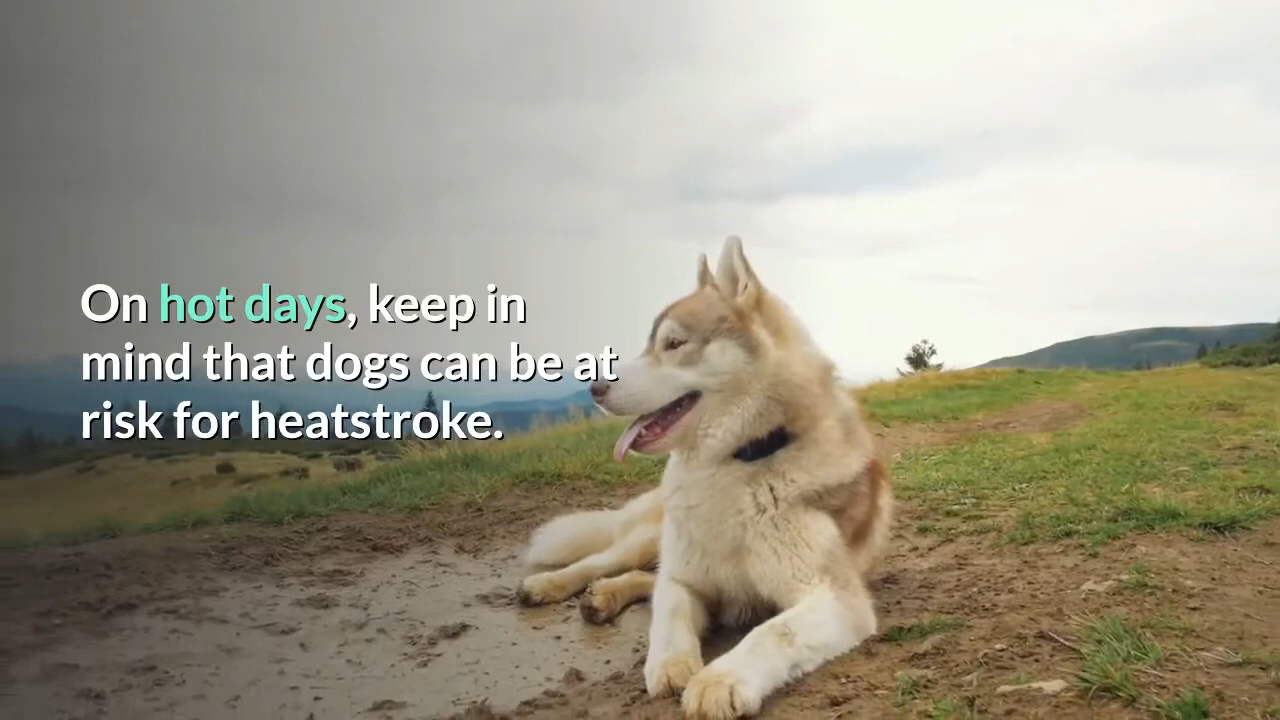 On hot days, keep in
mind that dogs can be at
risk for heatstroke.